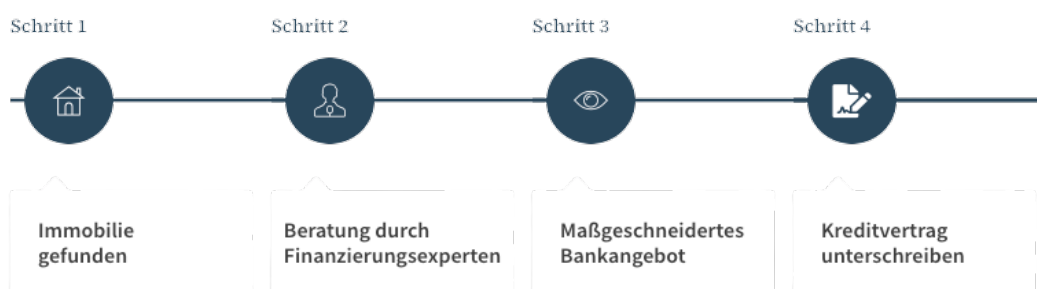 Schritt 1
Schritt 2
Schritt 3
Schritt 4
Immobilie
gefunden
Beratung durch
Finanzierungsexperten
Maßgeschneidertes
Bankangebot
Kreditvertrag
unterschreiben